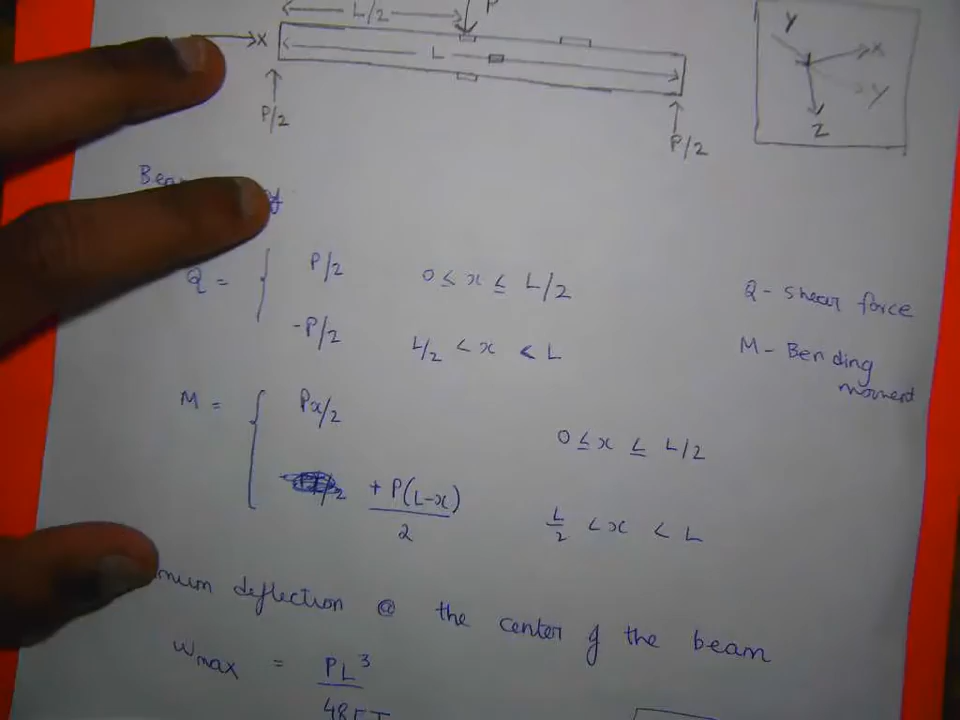 L/2
P
X
L
P/2
P/2
Y
X
Y
Z
Q = { P/2 0 ≤ x ≤ L/2
-P/2 L/2 < x < L
Q - shear force
M - Bending
moment
M = { Px/2 0 ≤ x ≤ L/2
+ P(L-x)/2 L/2 < x < L
deflection @ the center of the beam
wmax = PL³/48EI